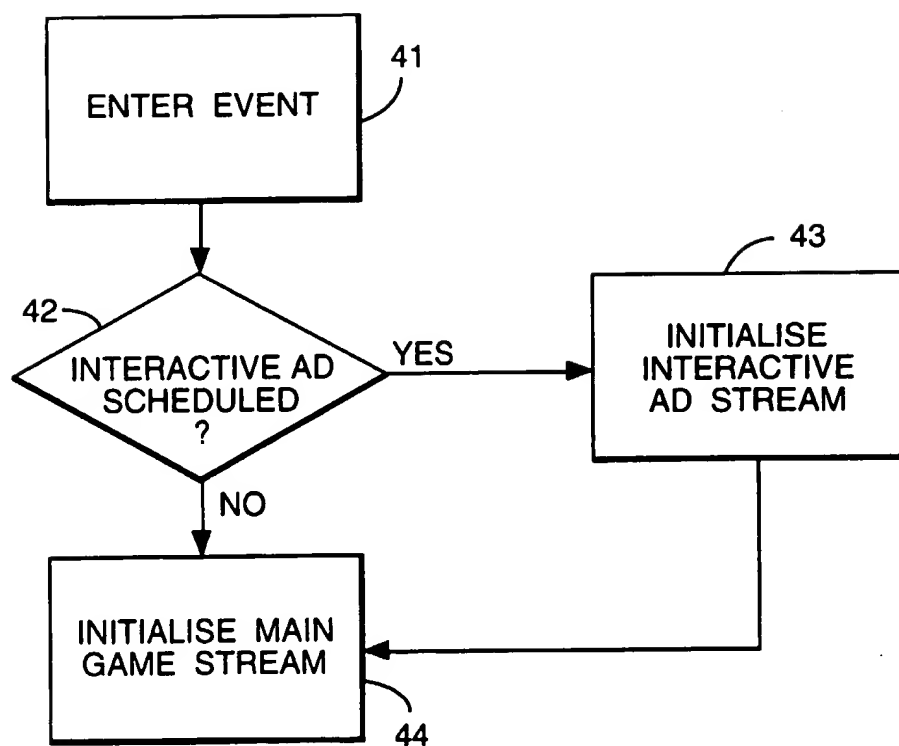 ENTER EVENT
41
42
INTERACTIVE AD
SCHEDULED
?
YES
43
INITIALISE
INTERACTIVE
AD STREAM
NO
INITIALISE MAIN
GAME STREAM
44